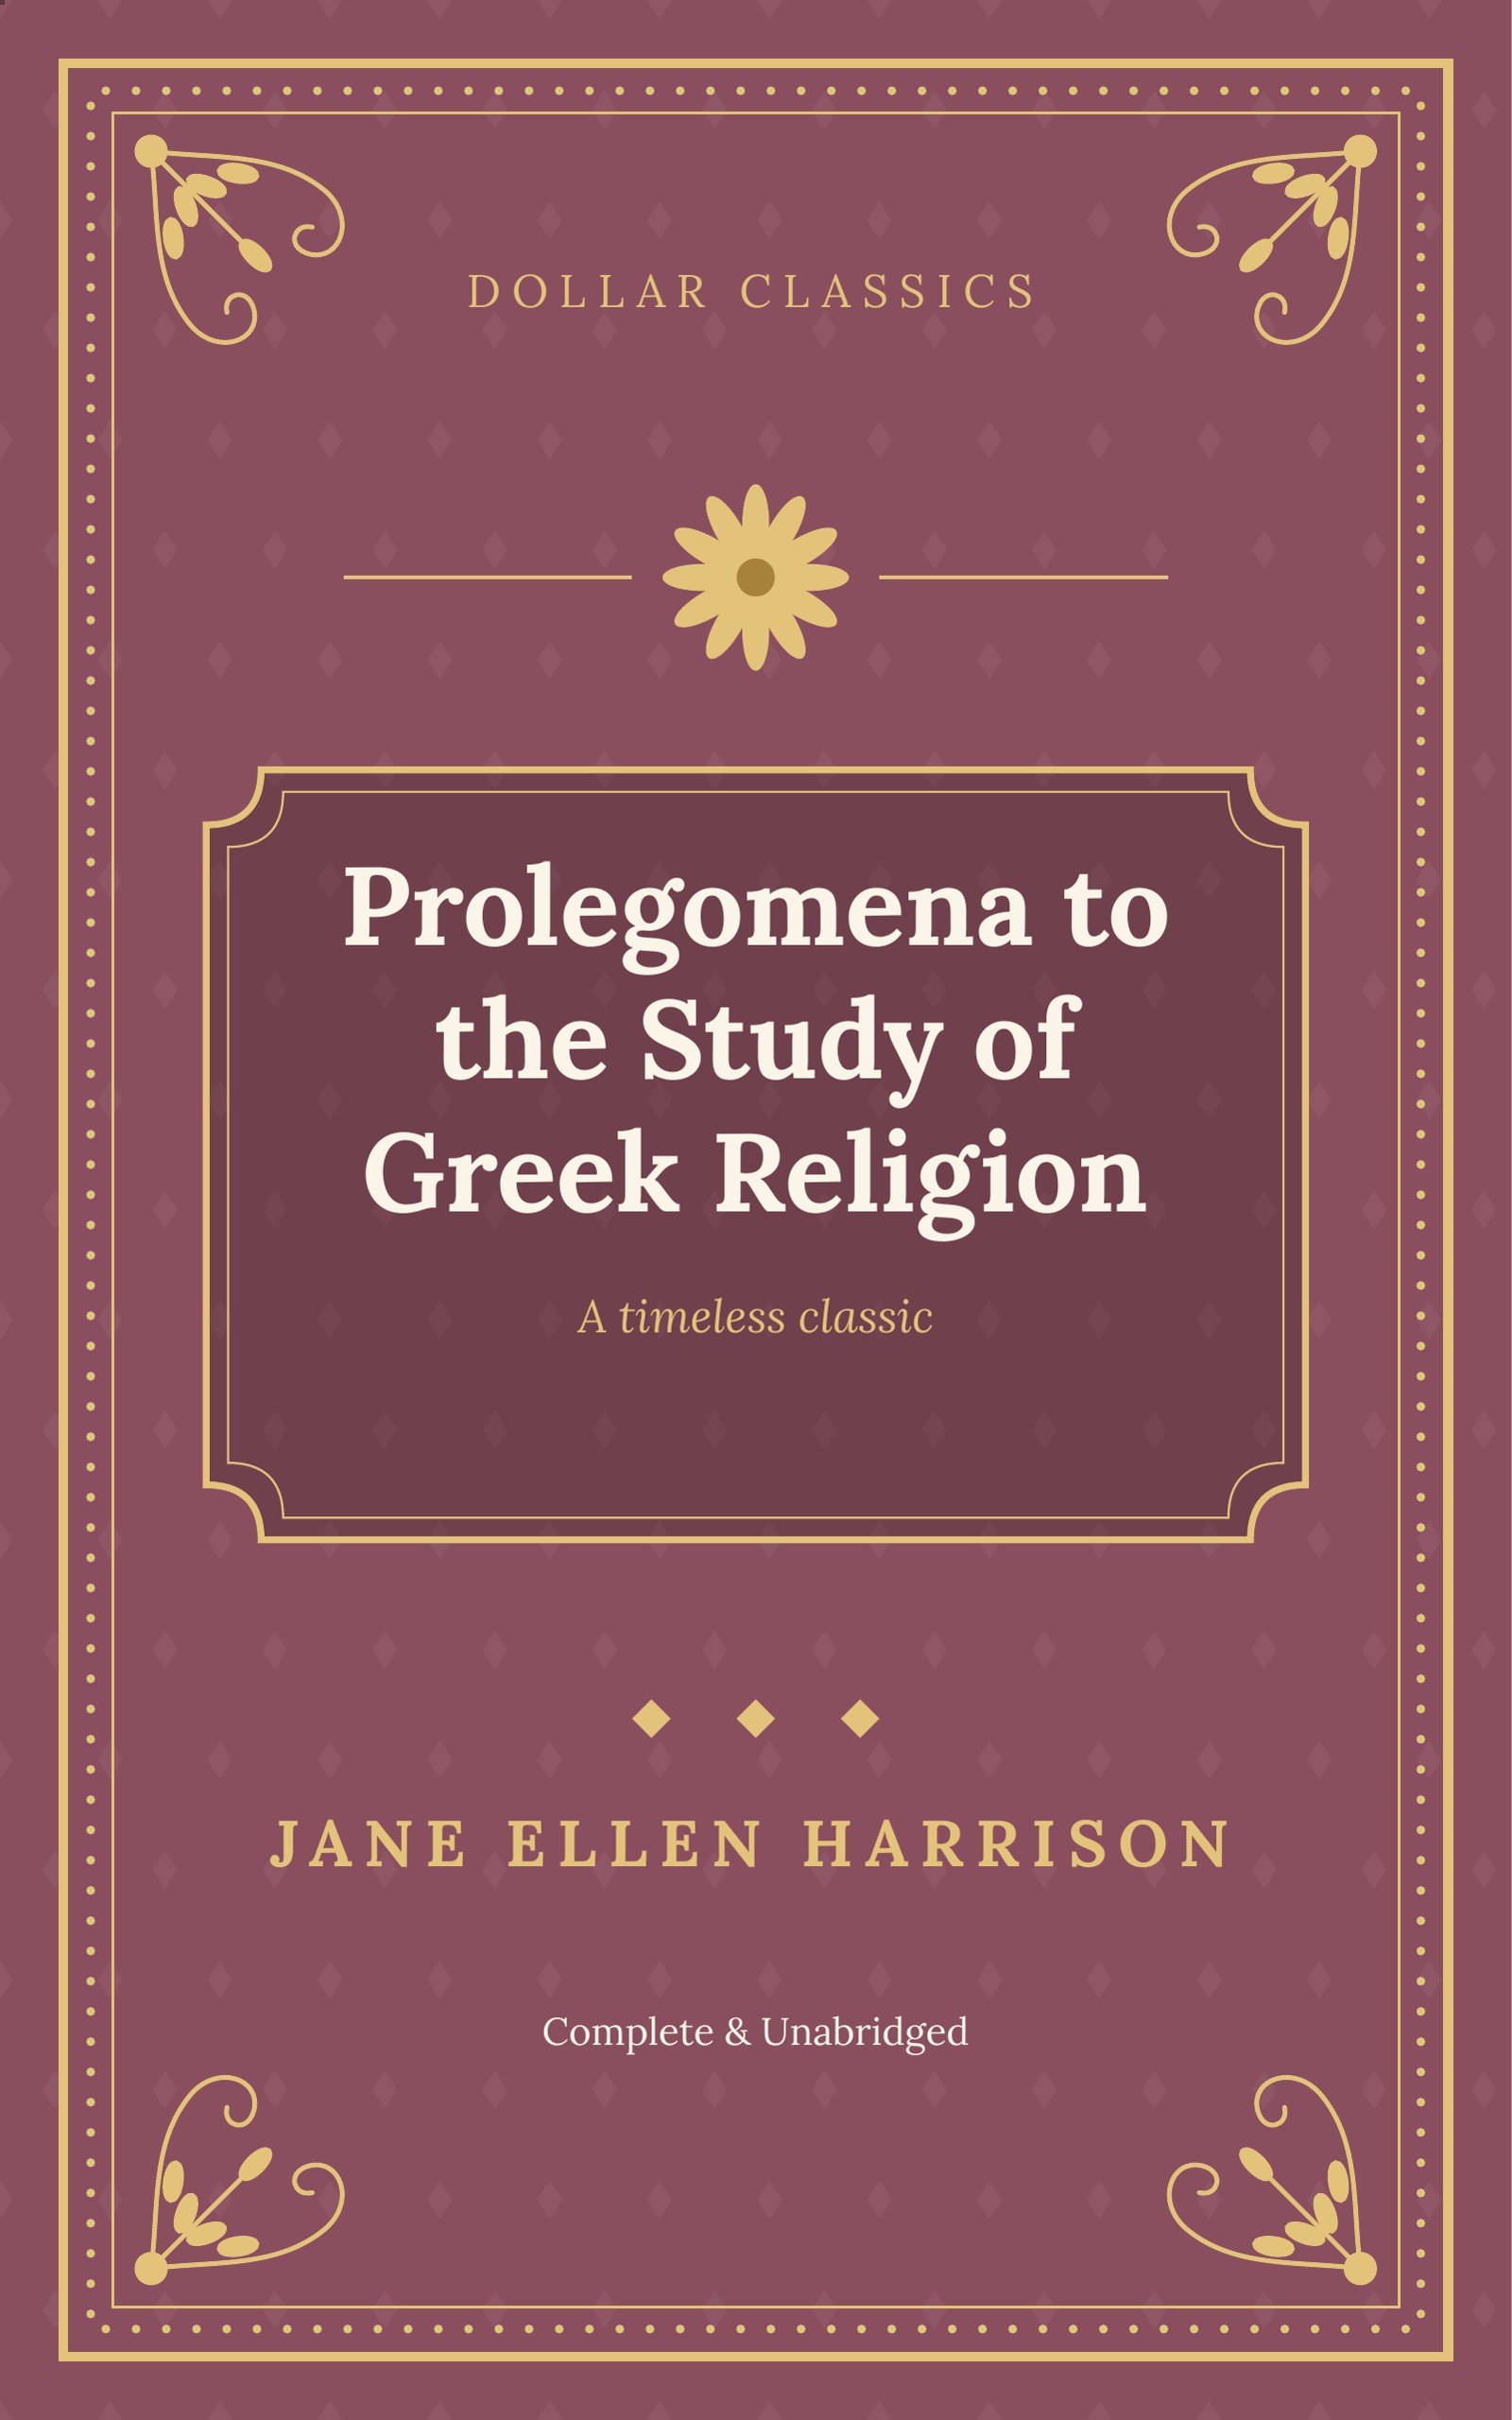 DOLLAR CLASSICS
Prolegomena to
the Study of
Greek Religion
A timeless classic
JANE ELLEN HARRISON
Complete & Unabridged